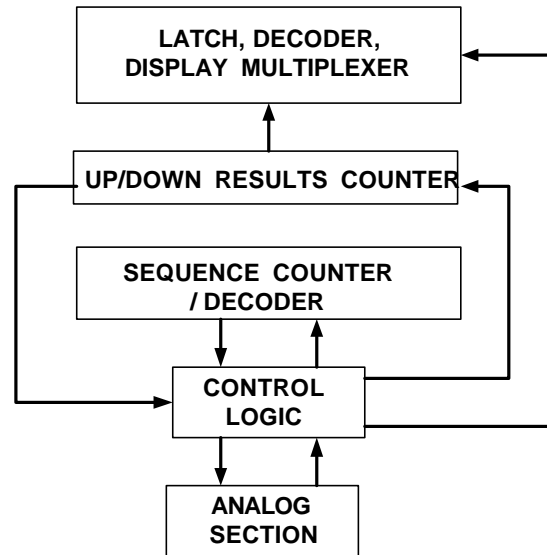 LATCH, DECODER,
DISPLAY MULTIPLEXER
UP/DOWN RESULTS COUNTER
SEQUENCE COUNTER
/ DECODER
CONTROL
LOGIC
ANALOG
SECTION